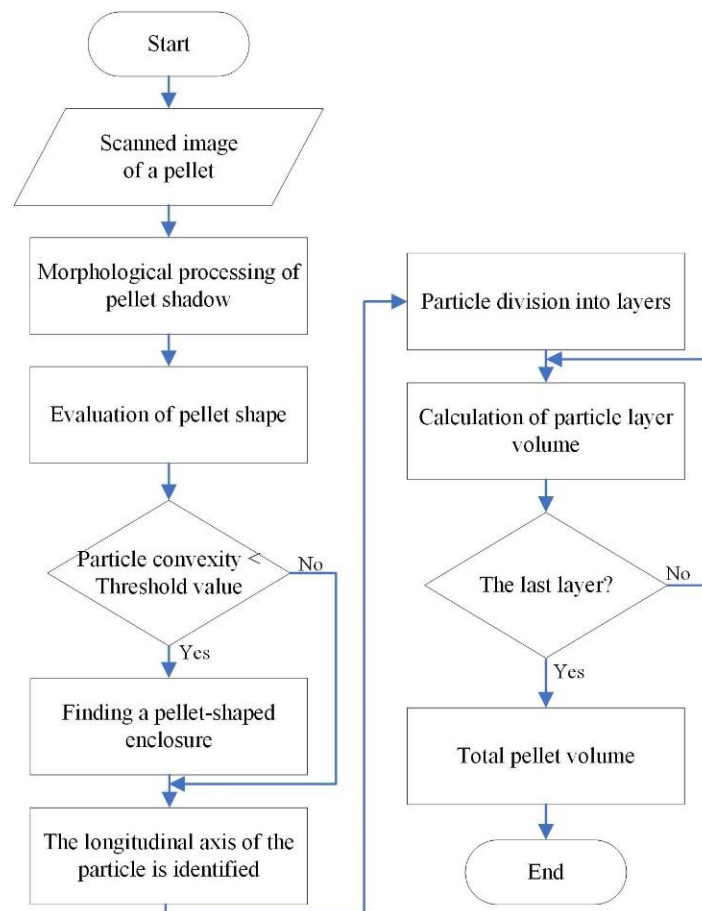 Start
Scanned image
of a pellet
Morphological processing of
pellet shadow
Evaluation of pellet shape
Particle convexity <
Threshold value
No
Yes
Finding a pellet-shaped
enclosure
The longitudinal axis of the
particle is identified
Particle division into layers
Calculation of particle layer
volume
The last layer?
No
Yes
Total pellet volume
End